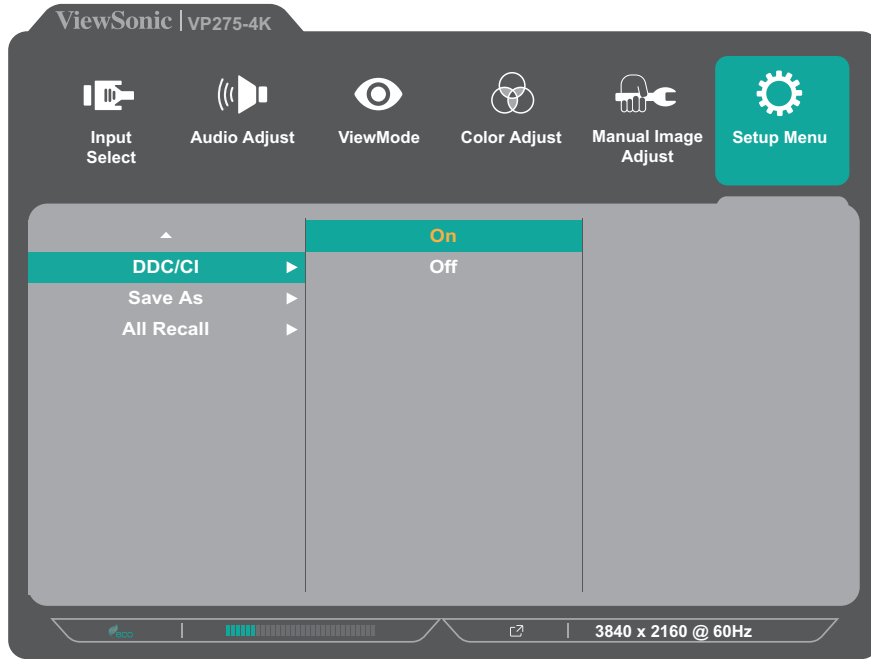 ViewSonic | VP275-4K
Input Select
Audio Adjust
ViewMode
Color Adjust
Manual Image Adjust
Setup Menu
On
DDC/CI
Off
Save As
All Recall
eco
3840 x 2160 @ 60Hz